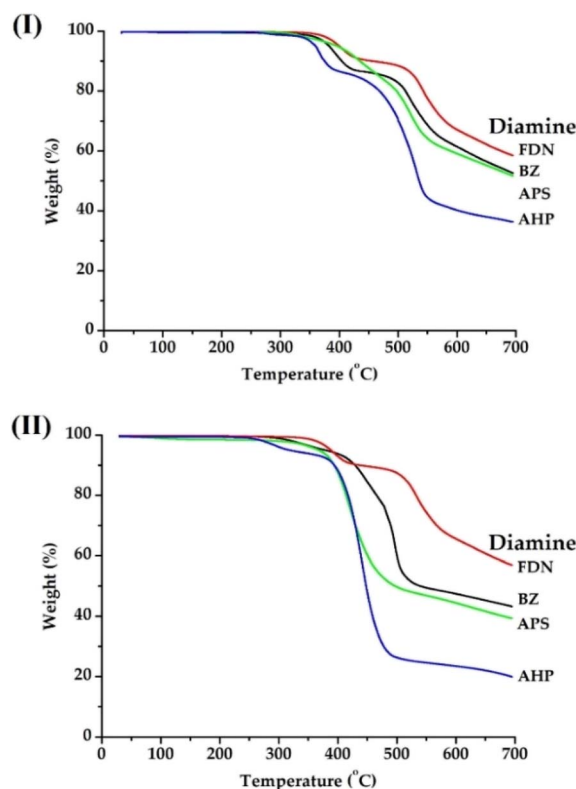 (I)
100
80
60
40
20
0
Weight (%)
Diamine
FDN
BZ
APS
AHP
0 100 200 300 400 500 600 700
Temperature (°C)
(II)
100
80
60
40
20
0
Weight (%)
Diamine
FDN
BZ
APS
AHP
0 100 200 300 400 500 600 700
Temperature (°C)